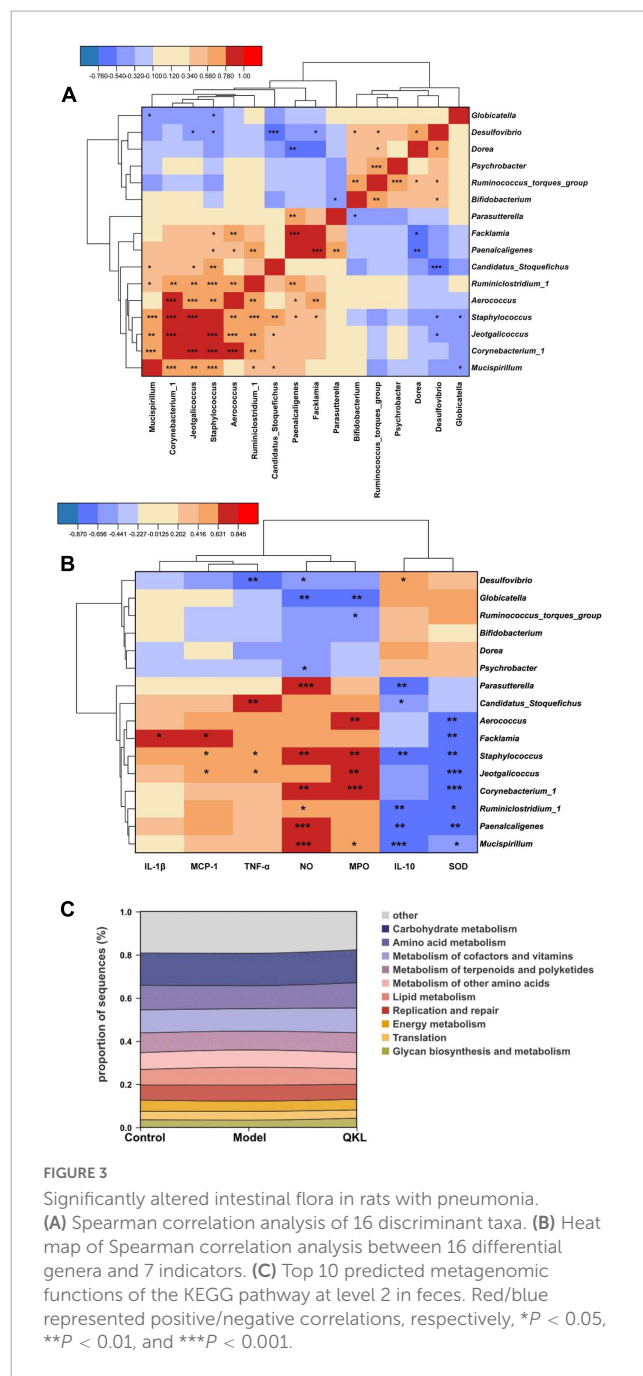 -0.760-0.540-0.320-0.100 0.120 0.340 0.560 0.780 1.00
A
Globicatella
Desulfovibrio
Dorea
Psychrobacter
Ruminococcus_torques_group
Bifidobacterium
Parasutterella
Facklamia
Paenalcaligenes
Candidatus_Stoquefichus
Ruminiclostridium_1
Aerococcus
Staphylococcus
Jeotgalicoccus
Corynebacterium_1
Mucispirillum
Mucispirillum
Corynebacterium_1
Jeotgalicoccus
Staphylococcus
Aerococcus
Ruminiclostridium_1
Candidatus_Stoquefichus
Paenalcaligenes
Facklamia
Parasutterella
Bifidobacterium
Ruminococcus_torques_group
Psychrobacter
Dorea
Desulfovibrio
Globicatella
-0.870 -0.656 -0.441 -0.227-0.0125 0.202 0.416 0.631 0.845
B
Desulfovibrio
Globicatella
Ruminococcus_torques_group
Bifidobacterium
Dorea
Psychrobacter
Parasutterella
Candidatus_Stoquefichus
Aerococcus
Facklamia
Staphylococcus
Jeotgalicoccus
Corynebacterium_1
Ruminiclostridium_1
Paenalcaligenes
Mucispirillum
IL-1β MCP-1 TNF-α NO MPO IL-10 SOD
C
proportion of sequences (%)
1.0
0.8
0.6
0.4
0.2
0.0
Control Model QKL
other
Carbohydrate metabolism
Amino acid metabolism
Metabolism of cofactors and vitamins
Metabolism of terpenoids and polyketides
Metabolism of other amino acids
Lipid metabolism
Replication and repair
Energy metabolism
Translation
Glycan biosynthesis and metabolism
FIGURE 3
Significantly altered intestinal flora in rats with pneumonia.
(A) Spearman correlation analysis of 16 discriminant taxa. (B) Heat
map of Spearman correlation analysis between 16 differential
genera and 7 indicators. (C) Top 10 predicted metagenomic
functions of the KEGG pathway at level 2 in feces. Red/blue
represented positive/negative correlations, respectively, *P < 0.05,
**P < 0.01, and ***P < 0.001.